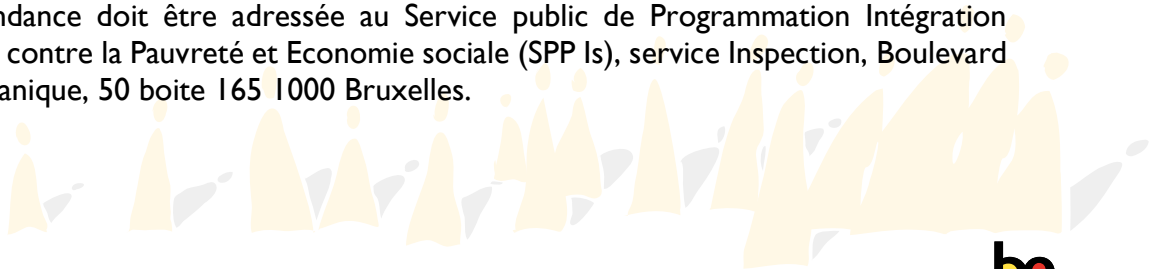 ndance doit être adressée au Service public de Programmation Intégration
contre la Pauvreté et Economie sociale (SPP Is), service Inspection, Boulevard
anique, 50 boite 165 1000 Bruxelles.
be